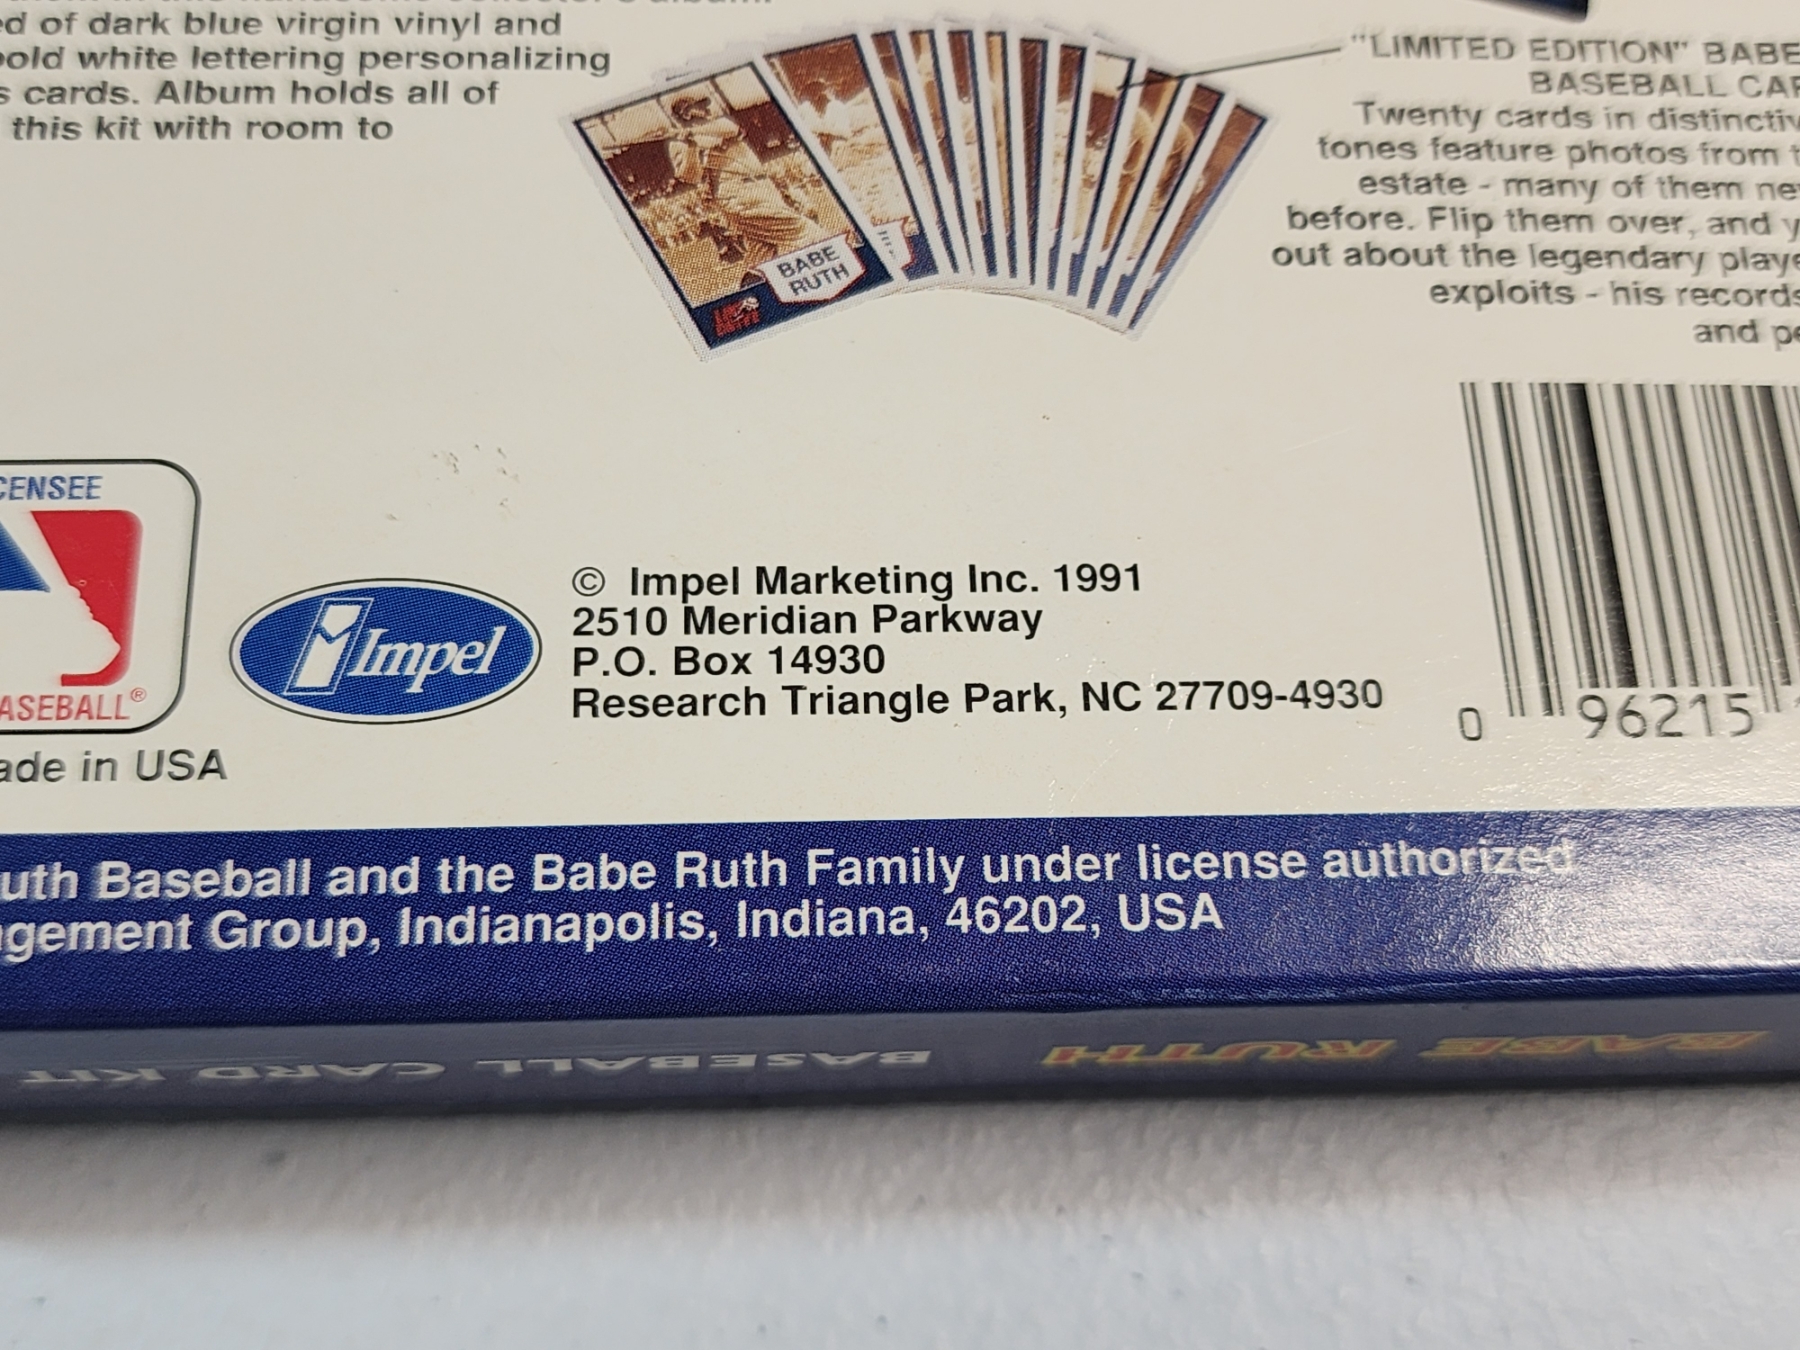 ed of dark blue virgin vinyl and
bold white lettering personalizing
s cards. Album holds all of
this kit with room to
"LIMITED EDITION" BABE
BASEBALL CAR
Twenty cards in distinctiv
tones feature photos from t
estate - many of them ne
before. Flip them over, and y
out about the legendary playe
exploits - his records
and pe
BABE
RUTH
CENSEE
ASEBALL®
ade in USA
Impel
© Impel Marketing Inc. 1991
2510 Meridian Parkway
P.O. Box 14930
Research Triangle Park, NC 27709-4930
0 96215
uth Baseball and the Babe Ruth Family under license authorized
gement Group, Indianapolis, Indiana, 46202, USA
BABE RUTH BASEBALL CARD KIT